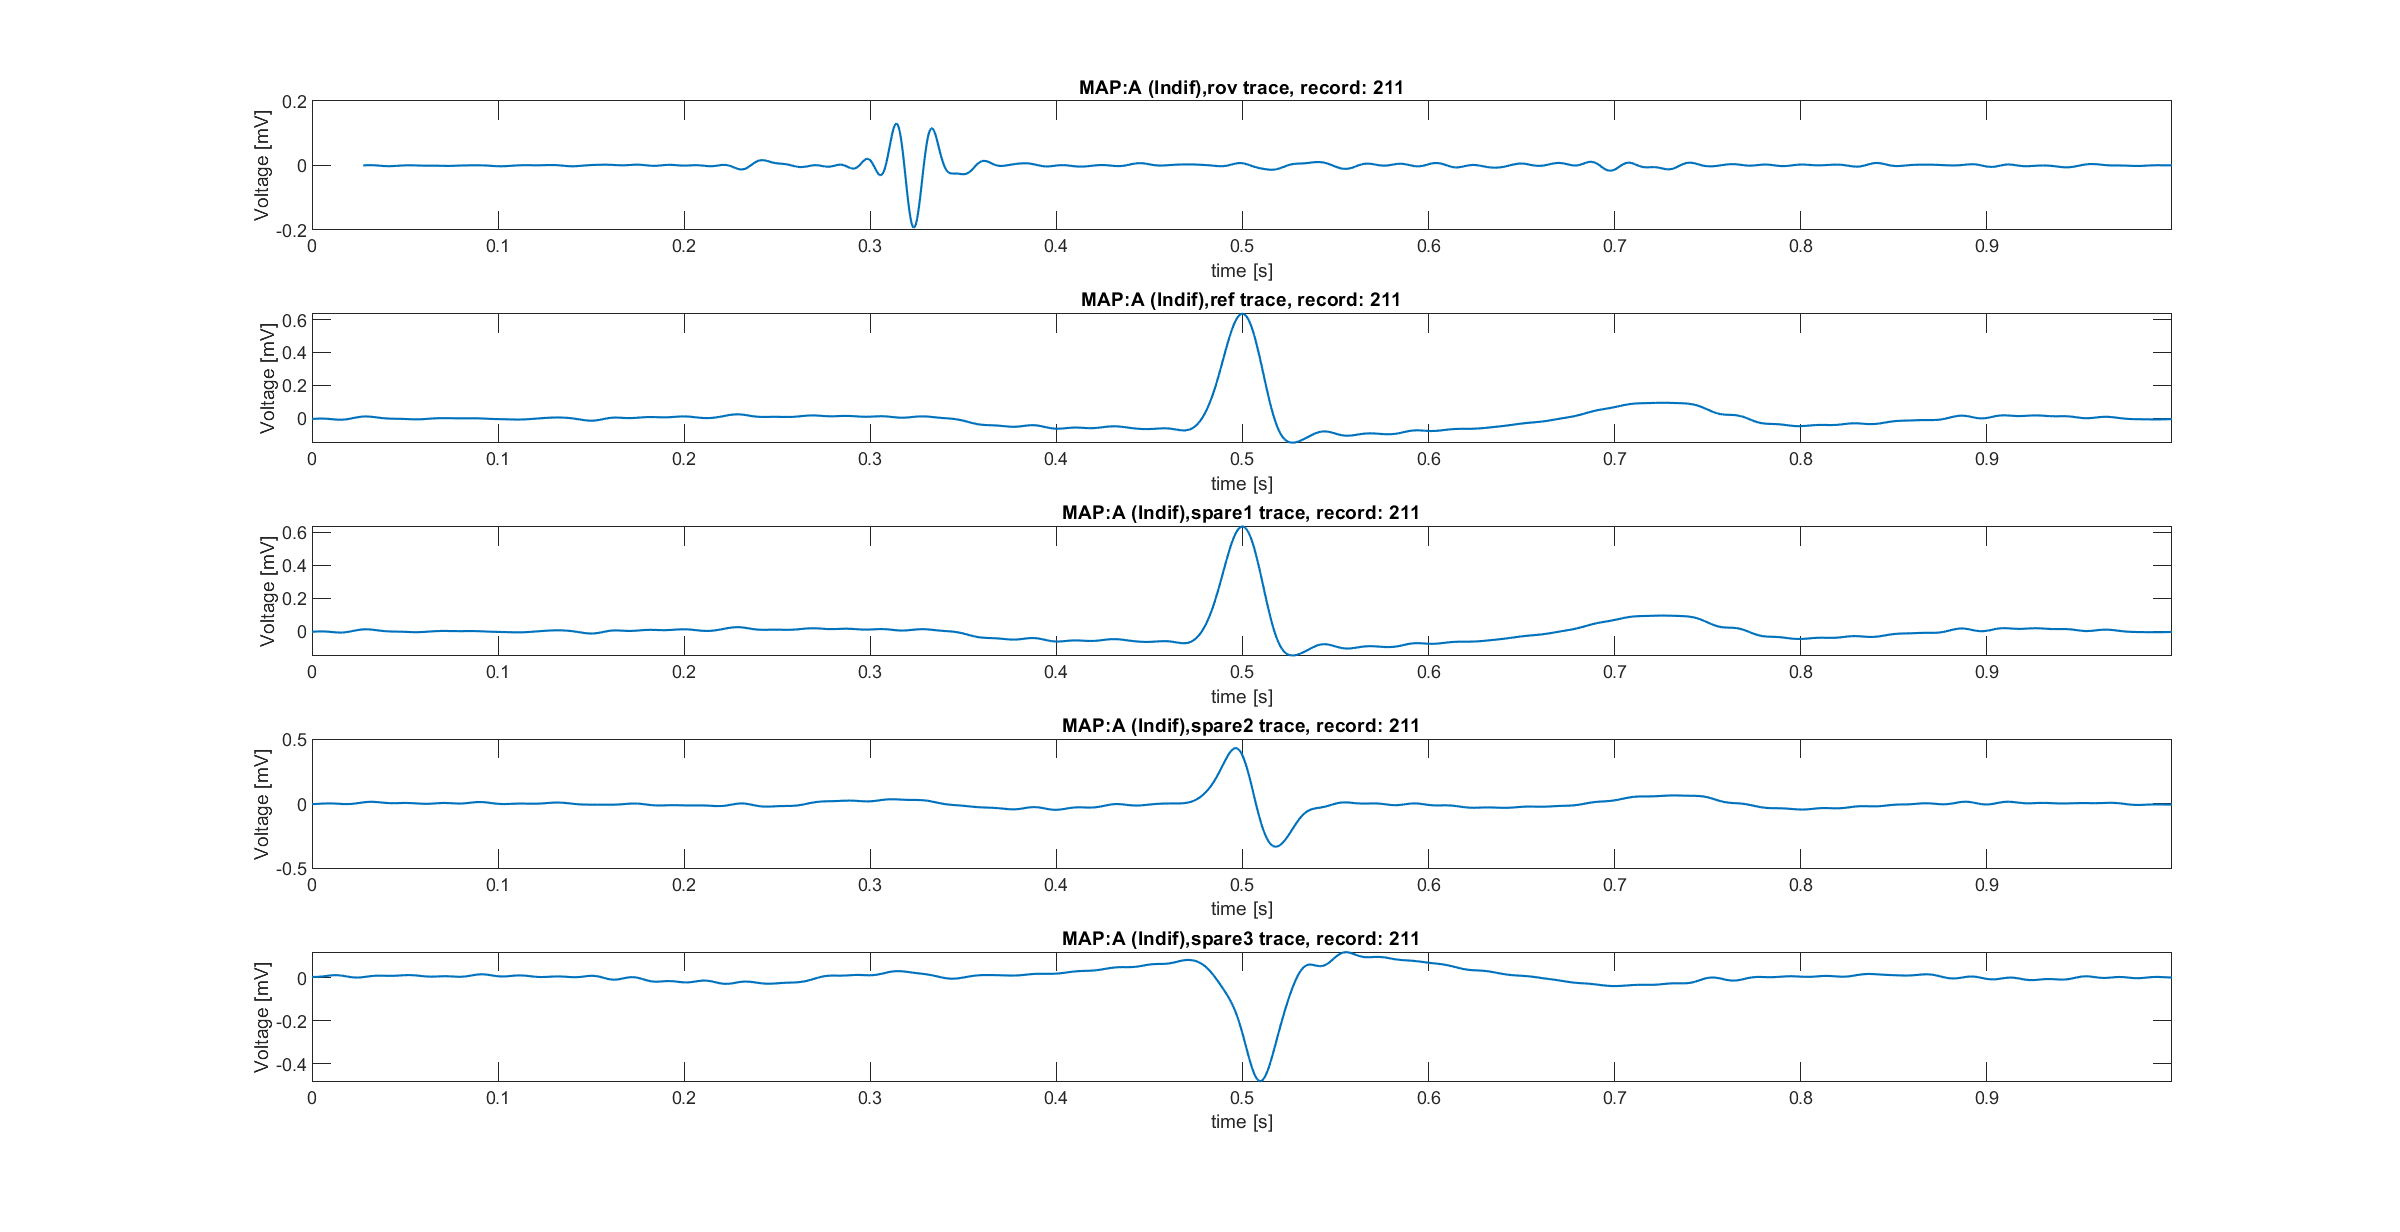 MAP:A (Indif),rov trace, record: 211
Voltage [mV]
0.2
0
-0.2
0 0.1 0.2 0.3 0.4 0.5 0.6 0.7 0.8 0.9
time [s]
MAP:A (Indif),ref trace, record: 211
Voltage [mV]
0.6
0.4
0.2
0
0 0.1 0.2 0.3 0.4 0.5 0.6 0.7 0.8 0.9
time [s]
MAP:A (Indif),spare1 trace, record: 211
Voltage [mV]
0.6
0.4
0.2
0
0 0.1 0.2 0.3 0.4 0.5 0.6 0.7 0.8 0.9
time [s]
MAP:A (Indif),spare2 trace, record: 211
Voltage [mV]
0.5
0
-0.5
0 0.1 0.2 0.3 0.4 0.5 0.6 0.7 0.8 0.9
time [s]
MAP:A (Indif),spare3 trace, record: 211
Voltage [mV]
0
-0.2
-0.4
0 0.1 0.2 0.3 0.4 0.5 0.6 0.7 0.8 0.9
time [s]